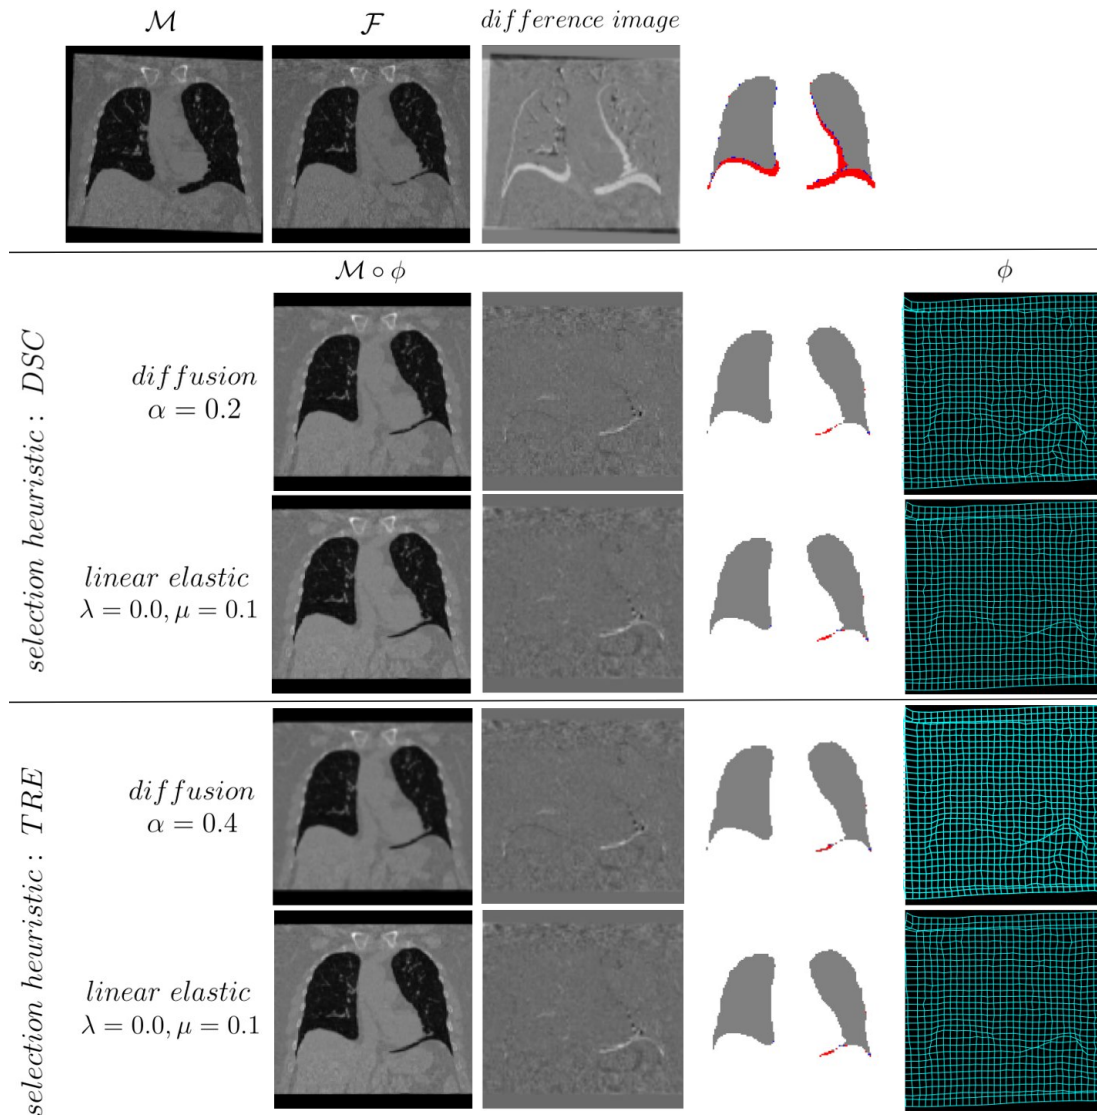 ℳ ℱ difference image
ℳ ∘ ϕ ϕ
selection heuristic : DSC
diffusion
α = 0.2
linear elastic
λ = 0.0, μ = 0.1
selection heuristic : TRE
diffusion
α = 0.4
linear elastic
λ = 0.0, μ = 0.1